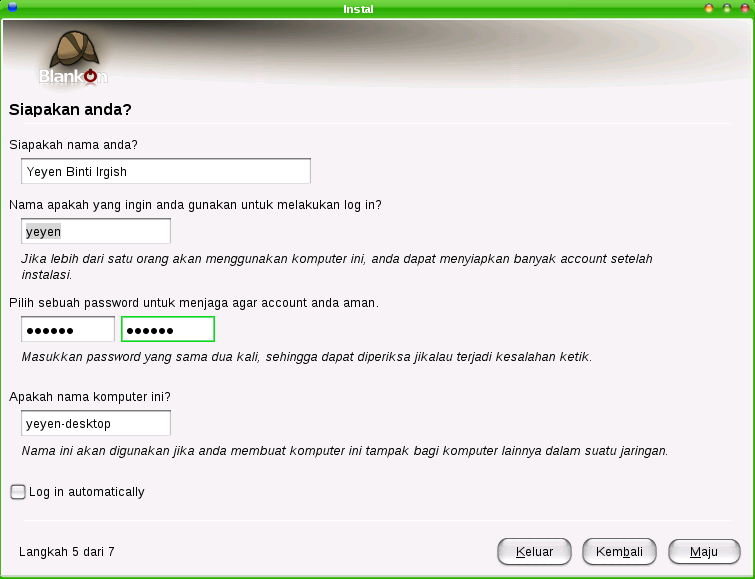 Instal
BlankOn
Siapakan anda?
Siapakah nama anda?
Yeyen Binti Irgish
Nama apakah yang ingin anda gunakan untuk melakukan log in?
yeyen
Jika lebih dari satu orang akan menggunakan komputer ini, anda dapat menyiapkan banyak account setelah
instalasi.
Pilih sebuah password untuk menjaga agar account anda aman.
●●●●●● ●●●●●●
Masukkan password yang sama dua kali, sehingga dapat diperiksa jikalau terjadi kesalahan ketik.
Apakah nama komputer ini?
yeyen-desktop
Nama ini akan digunakan jika anda membuat komputer ini tampak bagi komputer lainnya dalam suatu jaringan.
Log in automatically
Langkah 5 dari 7 Keluar Kembali Maju